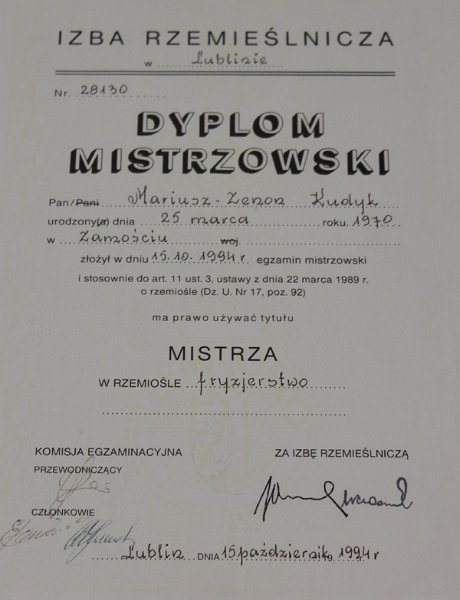 IZBA RZEMIEŚLNICZA
w Lublinie
Nr. 28130
DYPLOM
MISTRZOWSKI
Pan/Pani Mariusz-Zenon Kudyk
urodzony(a) dnia 25 marca roku 1970
w Zamościu woj.
złożył w dniu 15.10.1994r egzamin mistrzowski
i stosownie do art. 11 ust. 3, ustawy z dnia 22 marca 1989 r.
o rzemiośle (Dz. U. Nr 17, poz. 92)
ma prawo używać tytułu
MISTRZA
W RZEMIOŚLE fryzjerstwo
KOMISJA EGZAMINACYJNA ZA IZBĘ RZEMIEŚLNICZĄ
PRZEWODNICZĄCY
CZŁONKOWIE
Lublin DNIA 15 październik 1994r